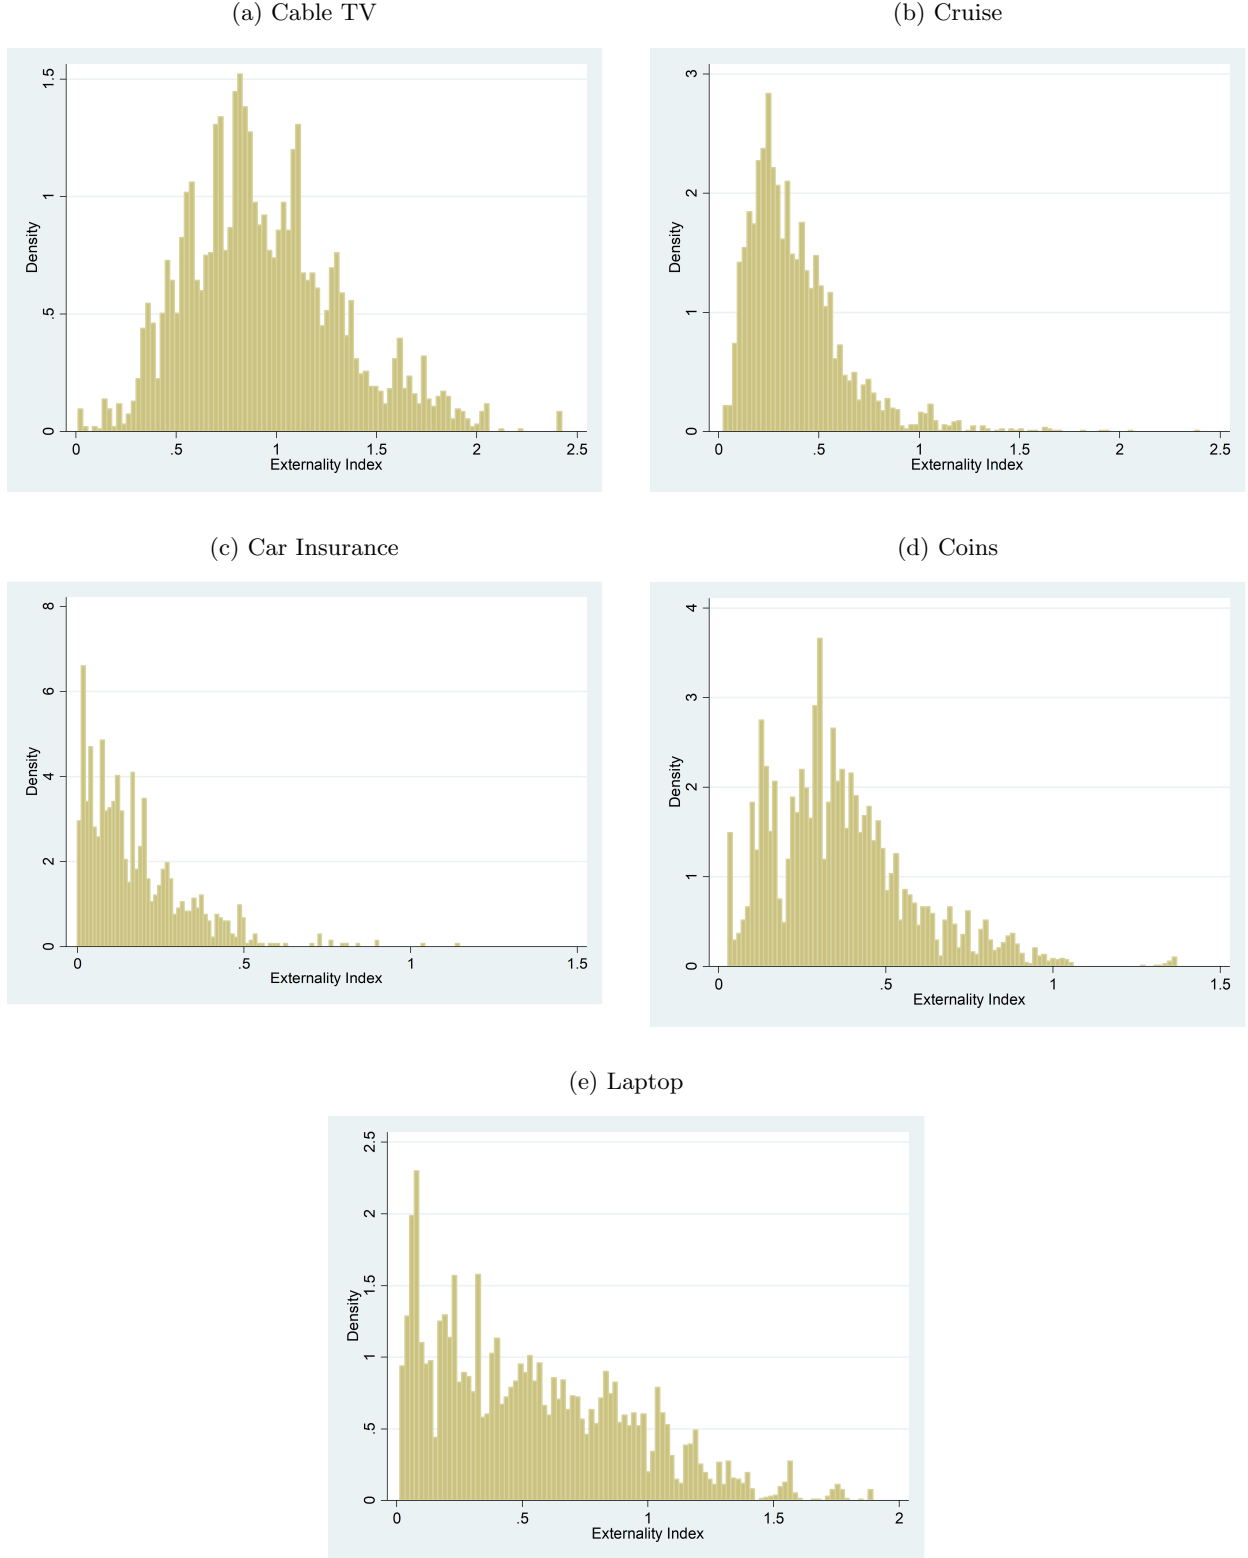 (a) Cable TV
Density
0 .5 1 1.5
0 .5 1 1.5 2 2.5
Externality Index
(b) Cruise
Density
0 1 2 3
0 .5 1 1.5 2 2.5
Externality Index
(c) Car Insurance
Density
0 2 4 6 8
0 .5 1 1.5
Externality Index
(d) Coins
Density
0 1 2 3 4
0 .5 1 1.5
Externality Index
(e) Laptop
Density
0 .5 1 1.5 2 2.5
0 .5 1 1.5 2
Externality Index